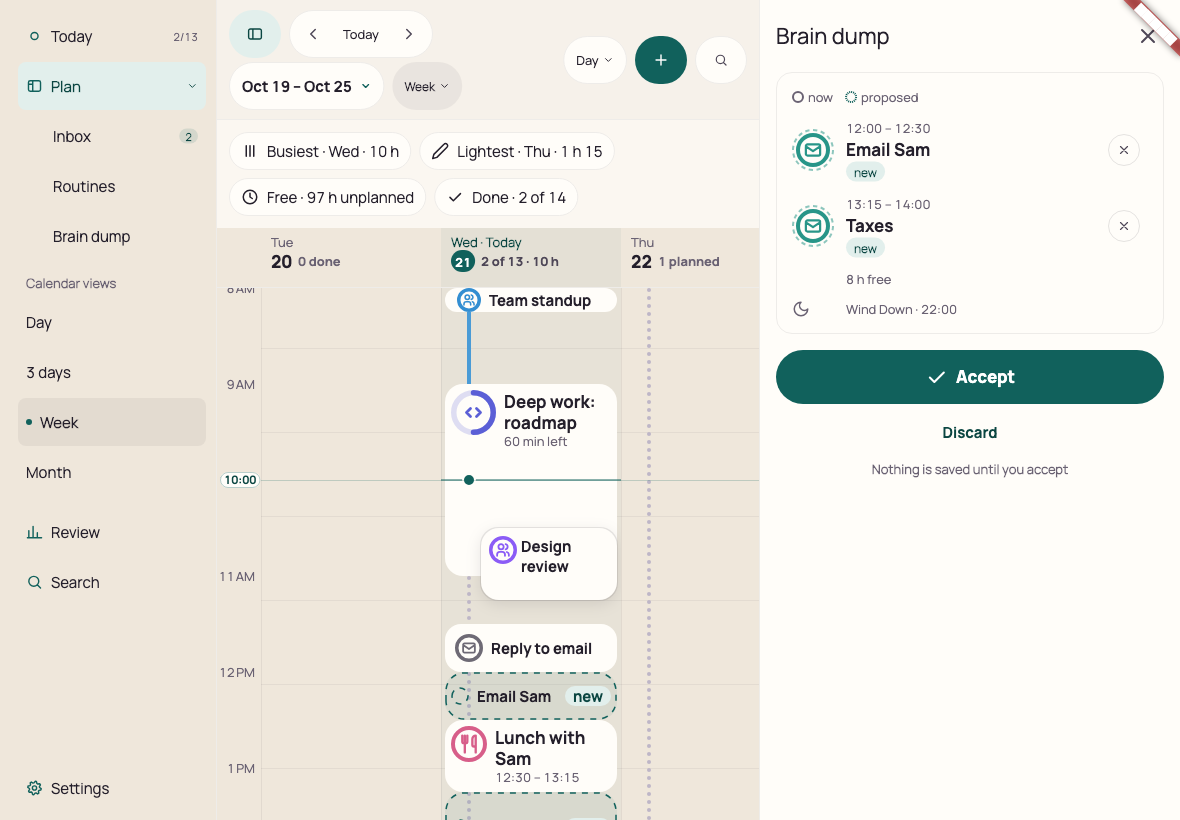 Today 2/13
Plan
Inbox 2
Routines
Brain dump
Calendar views
Day
3 days
Week
Month
Review
Search
Settings
Today
Oct 19 – Oct 25
Week
Day
Busiest · Wed · 10 h
Lightest · Thu · 1 h 15
Free · 97 h unplanned
Done · 2 of 14
Tue
20 0 done
Wed · Today
21 2 of 13 · 10 h
Thu
22 1 planned
8 AM
9 AM
10:00
11 AM
12 PM
1 PM
Team standup
Deep work:
roadmap
60 min left
Design
review
Reply to email
Email Sam new
Lunch with
Sam
12:30 – 13:15
Brain dump
now proposed
12:00 – 12:30
Email Sam
new
13:15 – 14:00
Taxes
new
8 h free
Wind Down · 22:00
Accept
Discard
Nothing is saved until you accept